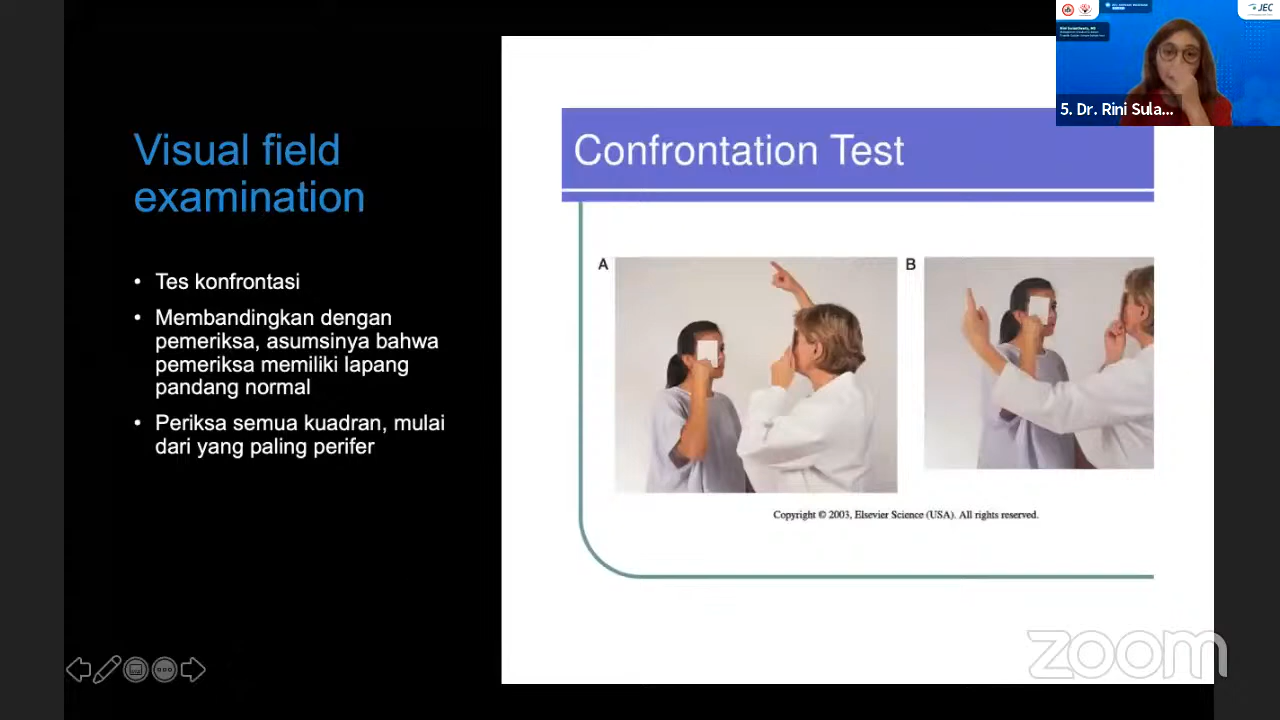 Visual field
examination
• Tes konfrontasi
• Membandingkan dengan
pemeriksa, asumsinya bahwa
pemeriksa memiliki lapang
pandang normal
• Periksa semua kuadran, mulai
dari yang paling perifer
Confrontation Test
A
B
Copyright © 2003, Elsevier Science (USA). All rights reserved.
JEC
5. Dr. Rini Sula...
zoom